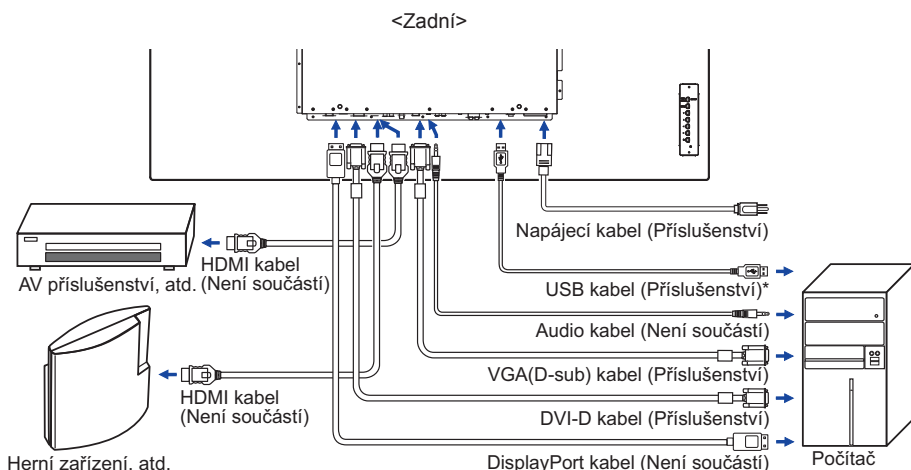 <Zadní>
Napájecí kabel (Příslušenství)
HDMI kabel
(Není součástí)
AV příslušenství, atd.
USB kabel (Příslušenství)*
Audio kabel (Není součástí)
VGA(D-sub) kabel (Příslušenství)
HDMI kabel
(Není součástí)
DVI-D kabel (Příslušenství)
Herní zařízení, atd.
DisplayPort kabel (Není součástí)
Počítač